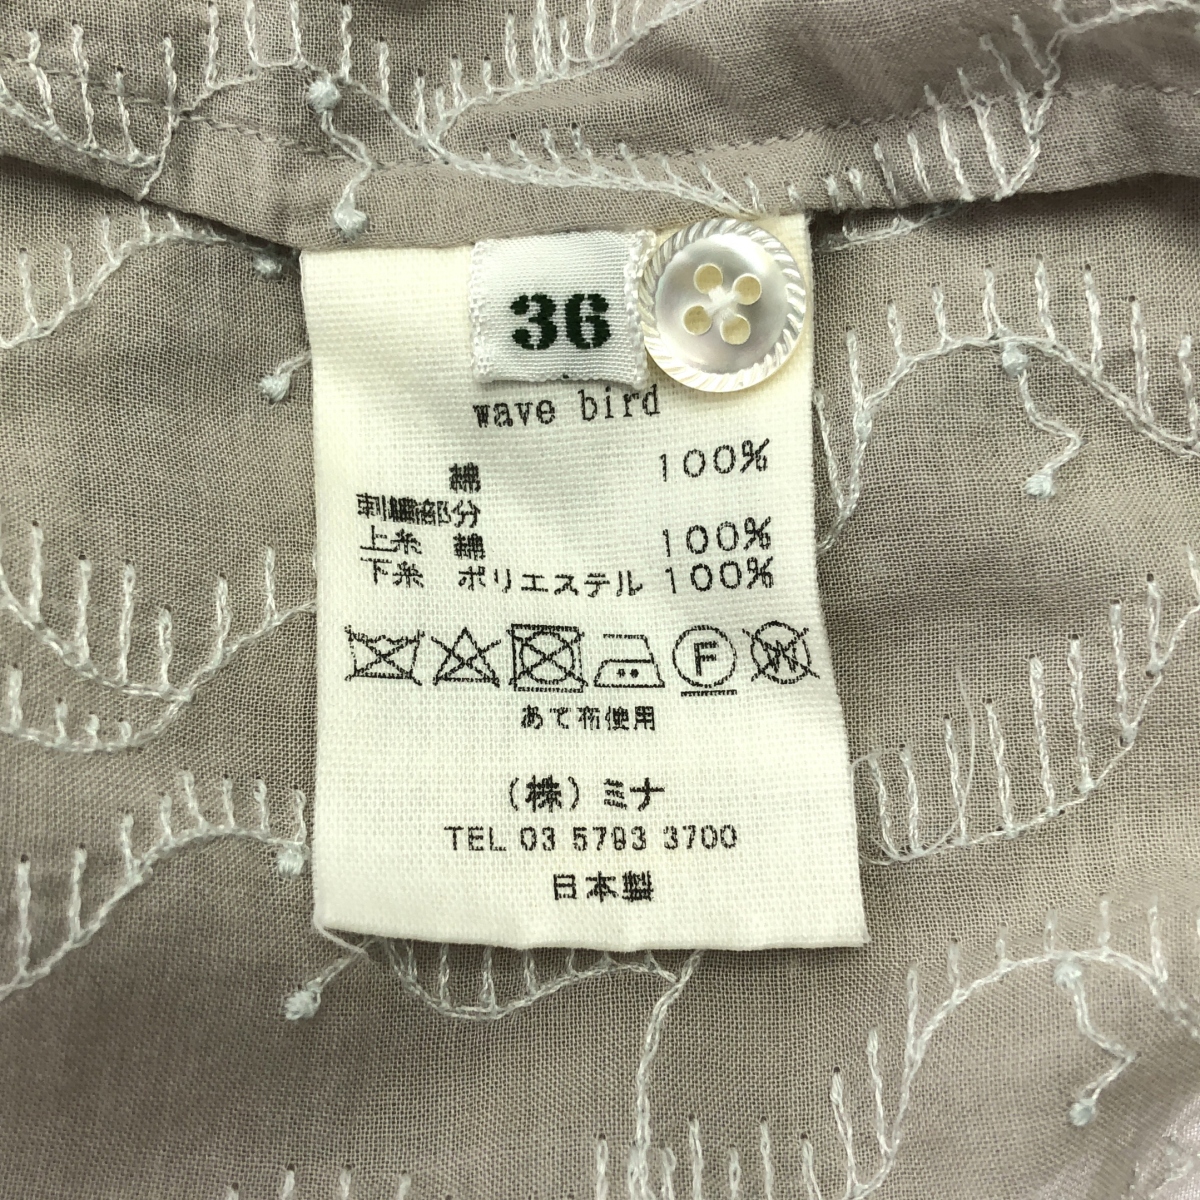 36
wave bird
綿 100%
刺繍部分
上糸 綿 100%
下糸 ポリエステル 100%
F W
あて布使用
(株)ミナ
TEL 03 5793 3700
日本製